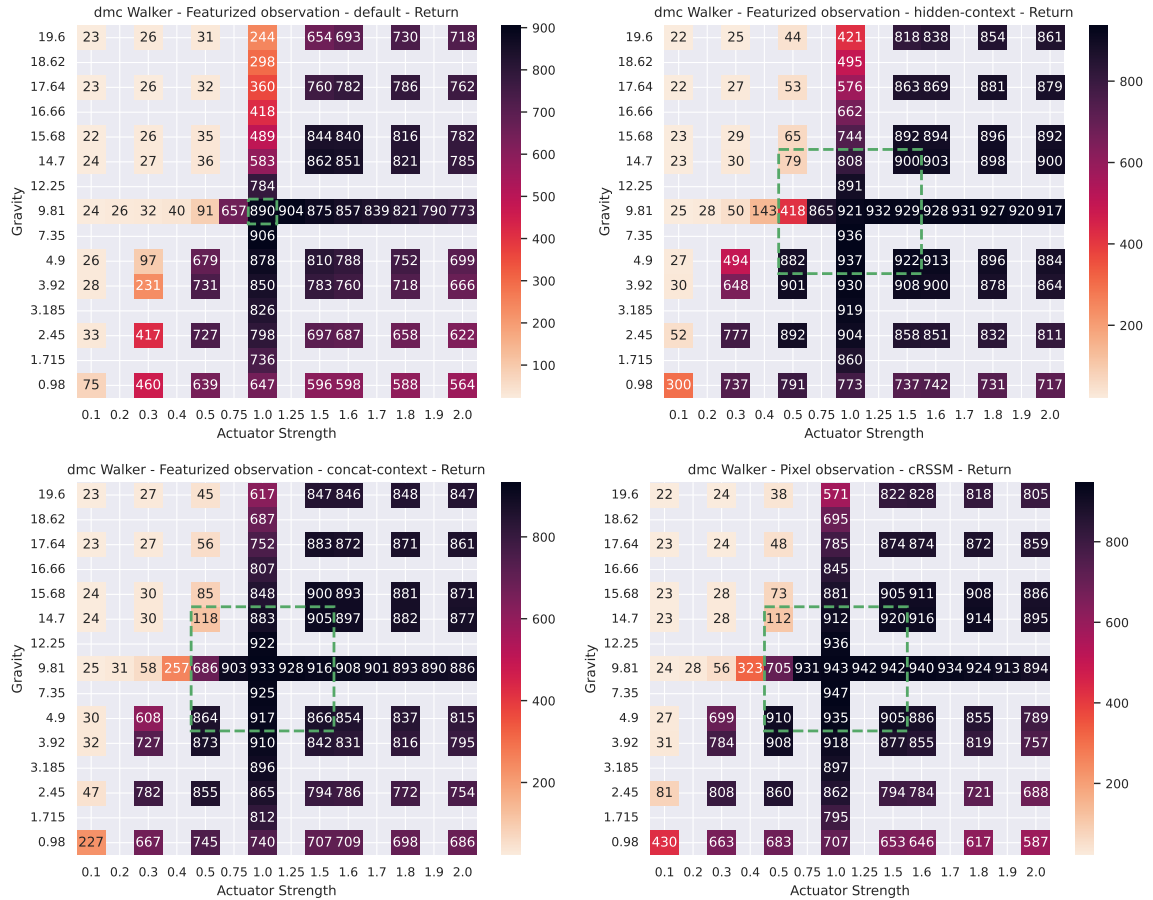 dmc Walker - Featurized observation - default - Return
19.6 23 26 31 244 654 693 730 718
18.62 298
17.64 23 26 32 360 760 782 786 762
16.66 418
15.68 22 26 35 489 844 840 816 782
14.7 24 27 36 583 862 851 821 785
12.25 784
9.81 24 26 32 40 91 657 890 904 875 857 839 821 790 773
7.35 906
4.9 26 97 679 878 810 788 752 699
3.92 28 231 731 850 783 760 718 666
3.185 826
2.45 33 417 727 798 697 687 658 622
1.715 736
0.98 75 460 639 647 596 598 588 564
0.1 0.2 0.3 0.4 0.5 0.75 1.0 1.25 1.5 1.6 1.7 1.8 1.9 2.0
Actuator Strength
Gravity
900
800
700
600
500
400
300
200
100
dmc Walker - Featurized observation - hidden-context - Return
19.6 22 25 44 421 818 838 854 861
18.62 495
17.64 22 27 53 576 863 869 881 879
16.66 662
15.68 23 29 65 744 892 894 896 892
14.7 23 30 79 808 900 903 898 900
12.25 891
9.81 25 28 50 143 418 865 921 932 929 928 931 927 920 917
7.35 936
4.9 27 494 882 937 922 913 896 884
3.92 30 648 901 930 908 900 878 864
3.185 919
2.45 52 777 892 904 858 851 832 811
1.715 860
0.98 300 737 791 773 737 742 731 717
0.1 0.2 0.3 0.4 0.5 0.75 1.0 1.25 1.5 1.6 1.7 1.8 1.9 2.0
Actuator Strength
Gravity
800
600
400
200
dmc Walker - Featurized observation - concat-context - Return
19.6 23 27 45 617 847 846 848 847
18.62 687
17.64 23 27 56 752 883 872 871 861
16.66 807
15.68 24 30 85 848 900 893 881 871
14.7 24 30 118 883 905 897 882 877
12.25 922
9.81 25 31 58 257 686 903 933 928 916 908 901 893 890 886
7.35 925
4.9 30 608 864 917 866 854 837 815
3.92 32 727 873 910 842 831 816 795
3.185 896
2.45 47 782 855 865 794 786 772 754
1.715 812
0.98 227 667 745 740 707 709 698 686
0.1 0.2 0.3 0.4 0.5 0.75 1.0 1.25 1.5 1.6 1.7 1.8 1.9 2.0
Actuator Strength
Gravity
800
600
400
200
dmc Walker - Pixel observation - cRSSM - Return
19.6 22 24 38 571 822 828 818 805
18.62 695
17.64 23 24 48 785 874 874 872 859
16.66 845
15.68 23 28 73 881 905 911 908 886
14.7 23 28 112 912 920 916 914 895
12.25 936
9.81 24 28 56 323 705 931 943 942 942 940 934 924 913 894
7.35 947
4.9 27 699 910 935 905 886 855 789
3.92 31 784 908 918 877 855 819 757
3.185 897
2.45 81 808 860 862 794 784 721 688
1.715 795
0.98 430 663 683 707 653 646 617 587
0.1 0.2 0.3 0.4 0.5 0.75 1.0 1.25 1.5 1.6 1.7 1.8 1.9 2.0
Actuator Strength
Gravity
800
600
400
200